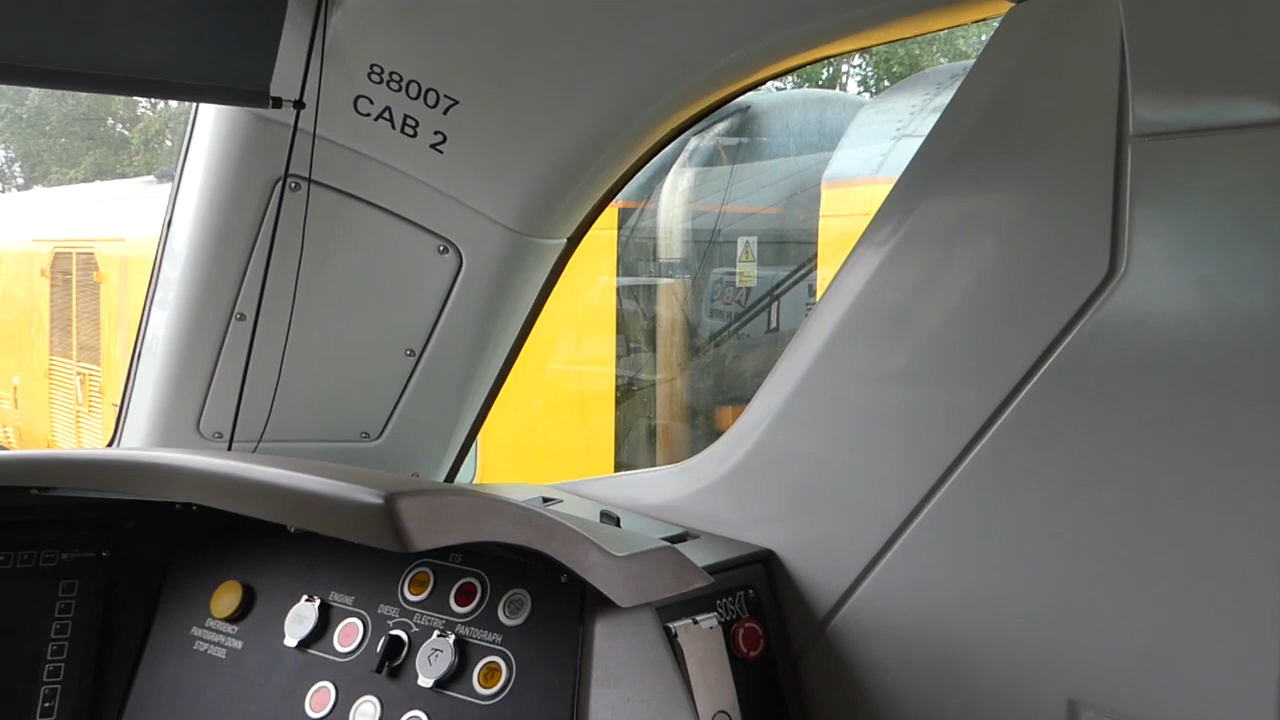 88007
CAB 2
ETS
ENGINE
DIESEL
ELECTRIC
PANTOGRAPH
EMERGENCY
PANTOGRAPH DOWN
STOP DIESEL
SOS